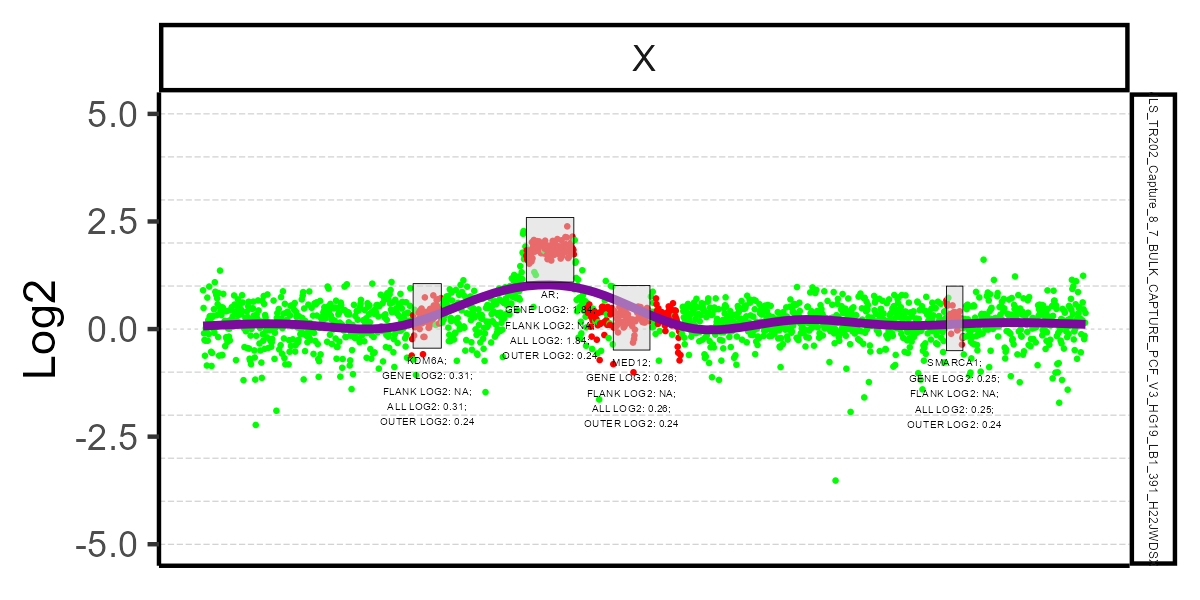 X
Log2
5.0
2.5
0.0
-2.5
-5.0
KDM6A;
GENE LOG2: 0.31;
FLANK LOG2: NA;
ALL LOG2: 0.31;
OUTER LOG2: 0.24
AR;
GENE LOG2: 1.84;
FLANK LOG2: NA;
ALL LOG2: 1.84;
OUTER LOG2: 0.24
MED12;
GENE LOG2: 0.26;
FLANK LOG2: NA;
ALL LOG2: 0.26;
OUTER LOG2: 0.24
SMARCA1;
GENE LOG2: 0.25;
FLANK LOG2: NA;
ALL LOG2: 0.25;
OUTER LOG2: 0.24
LS_TR202_Capture_8_7_BULK_CAPTURE_PCF_V3_HG19_LB1_391_H22JWDS